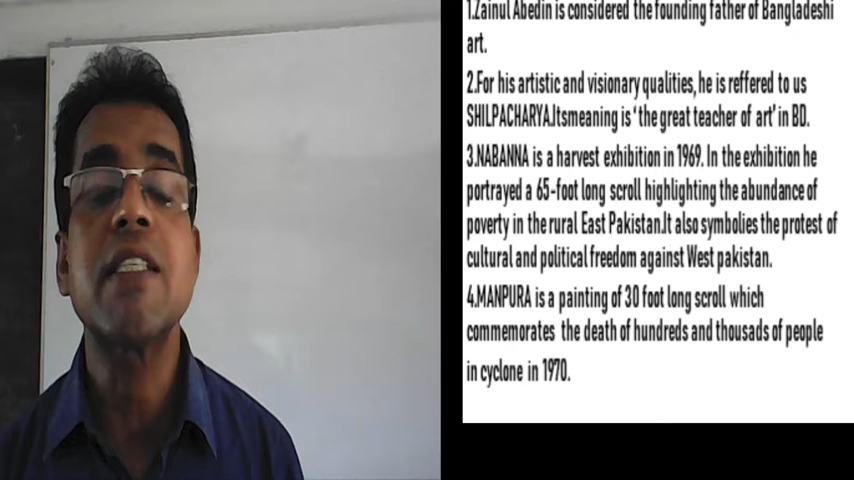 1.Zainul Abedin is considered the founding father of Bangladeshi
art.
2.For his artistic and visionary qualities, he is reffered to us
SHILPACHARYA.Itsmeaning is ‘ the great teacher of art’ in BD.
3.NABANNA is a harvest exhibition in 1969. In the exhibition he
portrayed a 65-foot long scroll highlighting the abundance of
poverty in the rural East Pakistan.It also symbolies the protest of
cultural and political freedom against West pakistan.
4.MANPURA is a painting of 30 foot long scroll which
commemorates the death of hundreds and thousads of people
in cyclone in 1970.